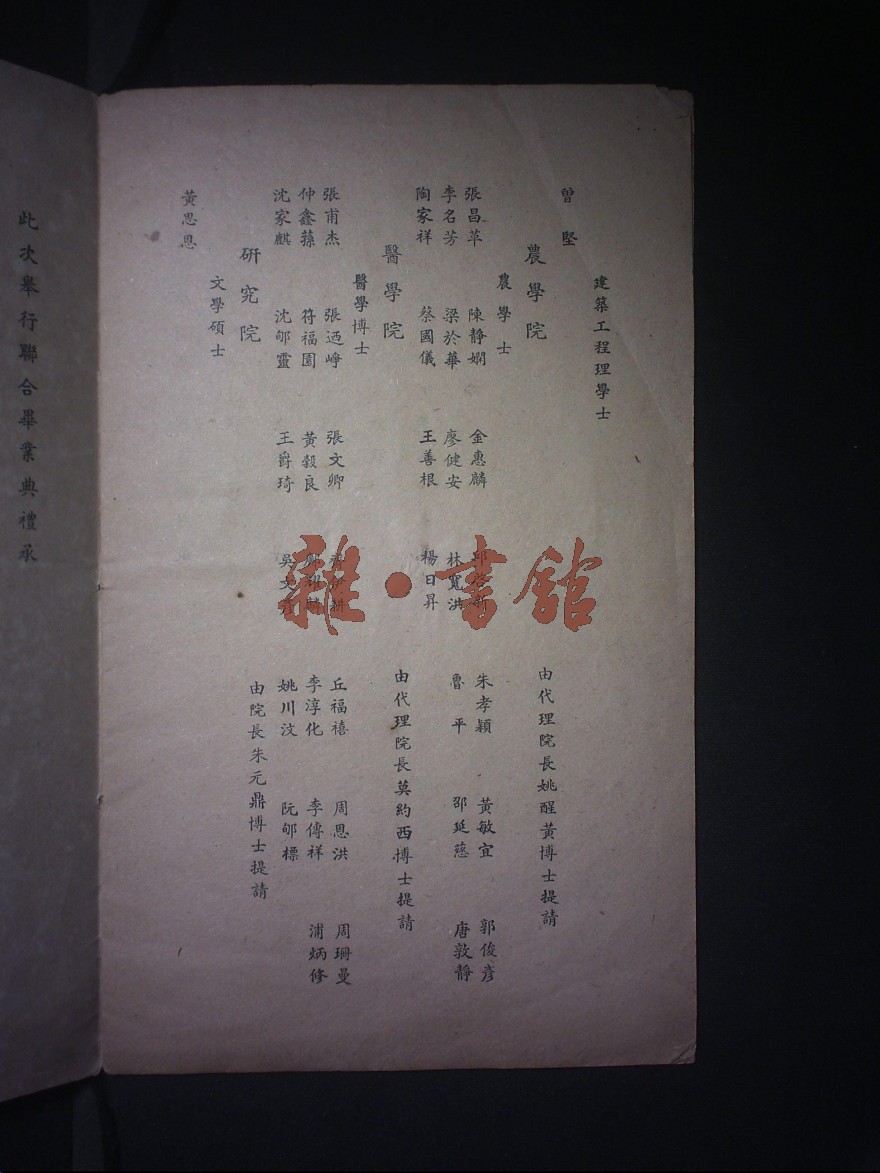 建築工程理學士
曾堅
農學院 由代理院長姚醒黃博士提請
農學士
張昌革 陳靜嫻 金惠麟 朱孝穎 黃敏宜 郭俊彥
李名芳 梁於華 廖健安 林寬洪 魯平 邵延慈 唐敦靜
陶家祥 蔡國儀 王善根 楊日昇
醫學院 由代理院長莫約西博士提請
醫學博士
張甫杰 張迺崢 張文卿 丘福禧 周恩洪 周珊曼
仲鑫蓀 符福園 黃毅良 李淳化 李傳祥 浦炳修
沈家麒 沈郇靈 王爵琦 姚川汶 阮郇標
研究院 由院長朱元鼎博士提請
文學碩士
黃思恩
此次舉行聯合畢業典禮承
雜·書館